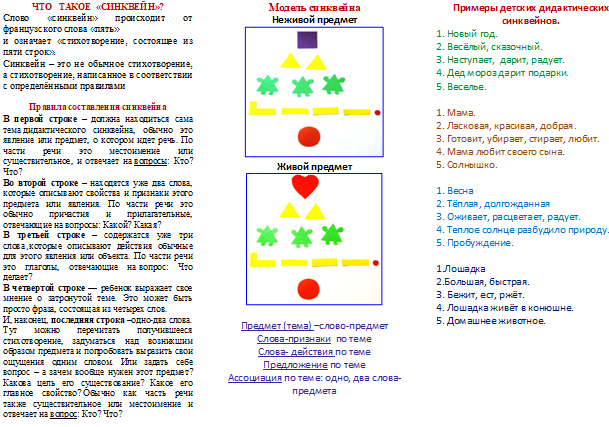 ЧТО ТАКОЕ «СИНКВЕЙН»?
Слово «синквейн» происходит от
французского слова «пять»
и означает «стихотворение, состоящее из
пяти строк»
Синквейн – это не обычное стихотворение,
а стихотворение, написанное в соответствии
с определёнными правилами
Правила составления синквейна
В первой строке – должна находиться сама
тема дидактического синквейна, обычно это
явление или предмет, о котором идет речь. По
части речи это местоимение или
существительное, и отвечает на вопросы: Кто?
Что?
Во второй строке – находятся уже два слова,
которые описывают свойства и признаки этого
предмета или явления. По части речи это
обычно причастия и прилагательные,
отвечающие на вопросы: Какой? Какая?
В третьей строке – содержатся уже три
слова ,которые описывают действия обычные
для этого явления или объекта. По части речи
это глаголы, отвечающие на вопрос: Что
делает?
В четвертой строке — ребенок выражает свое
мнение о затронутой теме. Это может быть
просто фраза, состоящая из четырех слов.
И, наконец, последняя строка –одно-два слова.
Тут можно перечитать получившееся
стихотворение, задуматься над возникшим
образом предмета и попробовать выразить свои
ощущения одним словом. Или задать себе
вопрос – а зачем вообще нужен этот предмет?
Какова цель его существования? Какое его
главное свойство? Обычно как часть речи
также существительное или местоимение и
отвечает на вопрос: Кто? Что?
Модель синквейна
Неживой предмет
Живой предмет
Предмет (тема) –слово-предмет
Слова-признаки по теме
Слова- действия по теме
Предложение по теме
Ассоциация по теме: одно, два слова-
предмета
Примеры детских дидактических
синквейнов.
1. Новый год.
2. Весёлый, сказочный.
3. Наступает, дарит, радует.
4. Дед мороз дарит подарки.
5. Веселье.
1. Мама.
2. Ласковая, красивая, добрая.
3. Готовит, убирает, стирает, любит.
4. Мама любит своего сына.
5. Солнышко.
1. Весна
2. Тёплая, долгожданная
3. Оживает, расцветает, радует.
4. Теплое солнце разбудило природу.
5. Пробуждение.
1.Лошадка
2.Большая, быстрая.
3. Бежит, ест, ржёт.
4. Лошадка живёт в конюшне.
5. Домашнее животное.